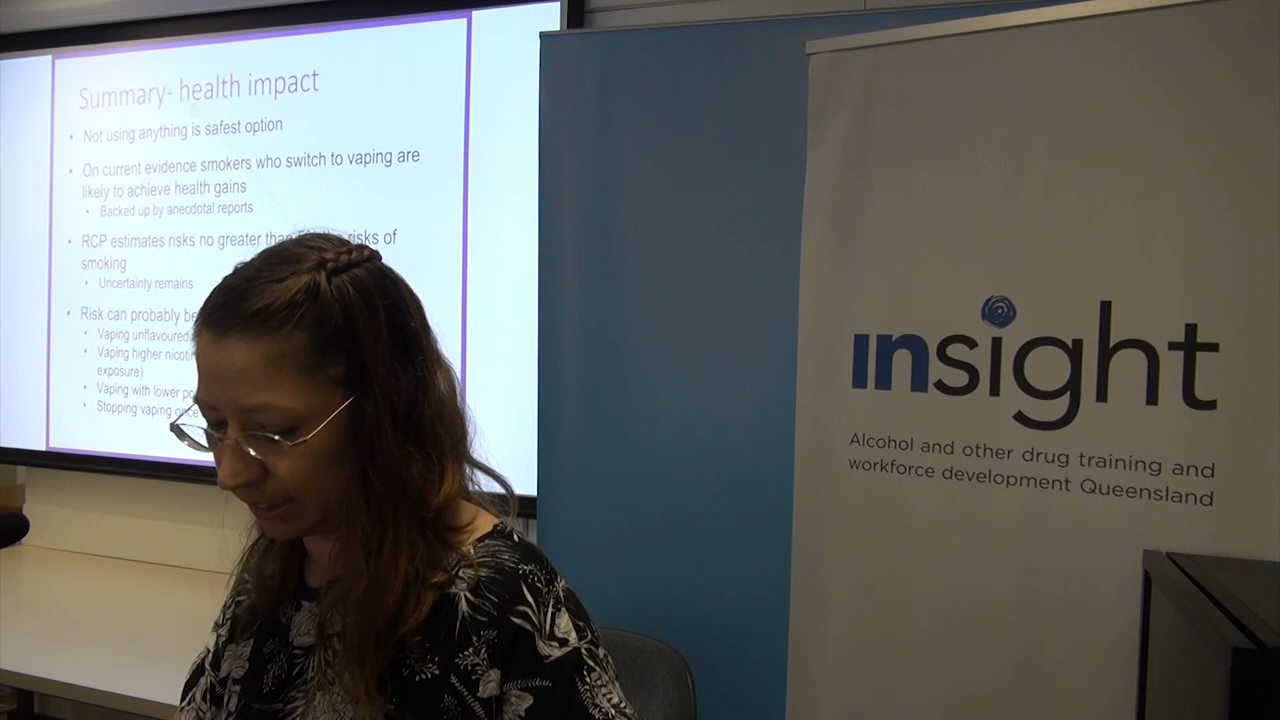 Summary- health impact
• Not using anything is safest option
• On current evidence smokers who switch to vaping are
likely to achieve health gains
• Backed up by anecdotal reports
• RCP estimates risks no greater than risks of
smoking
• Uncertainty remains
• Risk can probably be
• Vaping unflavoured
• Vaping higher
exposure)
• Vaping with lower
• Stopping vaping once
insight
Alcohol and other drug training and
workforce development Queensland